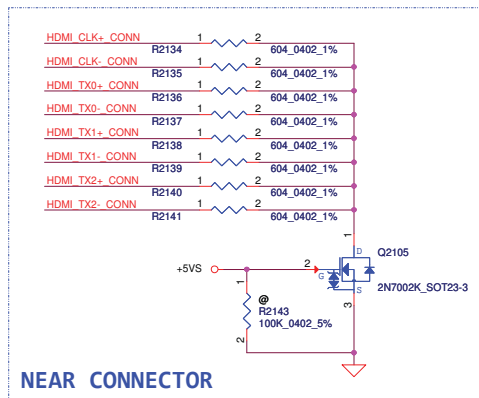 HDMI_CLK+_CONN 1 2
R2134 604_0402_1%
HDMI_CLK-_CONN 1 2
R2135 604_0402_1%
HDMI_TX0+_CONN 1 2
R2136 604_0402_1%
HDMI_TX0-_CONN 1 2
R2137 604_0402_1%
HDMI_TX1+_CONN 1 2
R2138 604_0402_1%
HDMI_TX1-_CONN 1 2
R2139 604_0402_1%
HDMI_TX2+_CONN 1 2
R2140 604_0402_1%
HDMI_TX2-_CONN 1 2
R2141 604_0402_1%
1
D Q2105
+5VS 2
G
S 2N7002K_SOT23-3
1 3
@
R2143
100K_0402_5%
2
NEAR CONNECTOR